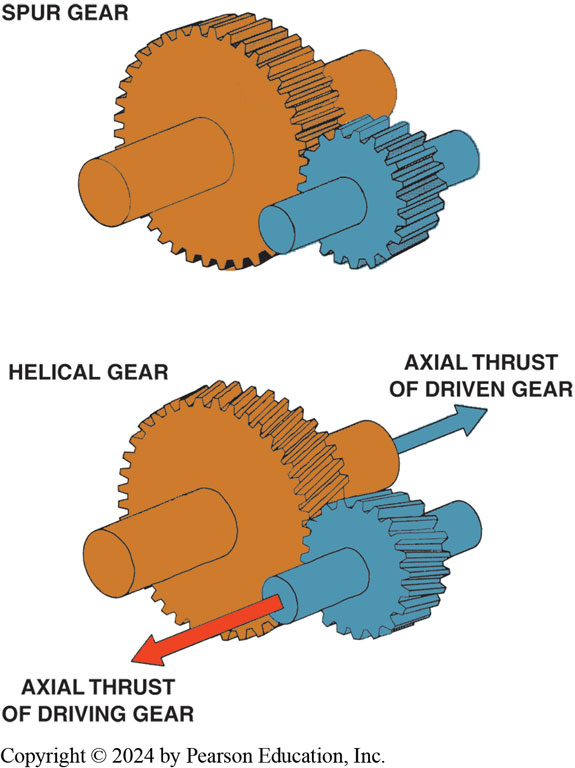 SPUR GEAR
HELICAL GEAR
AXIAL THRUST
OF DRIVEN GEAR
AXIAL THRUST
OF DRIVING GEAR
Copyright © 2024 by Pearson Education, Inc.